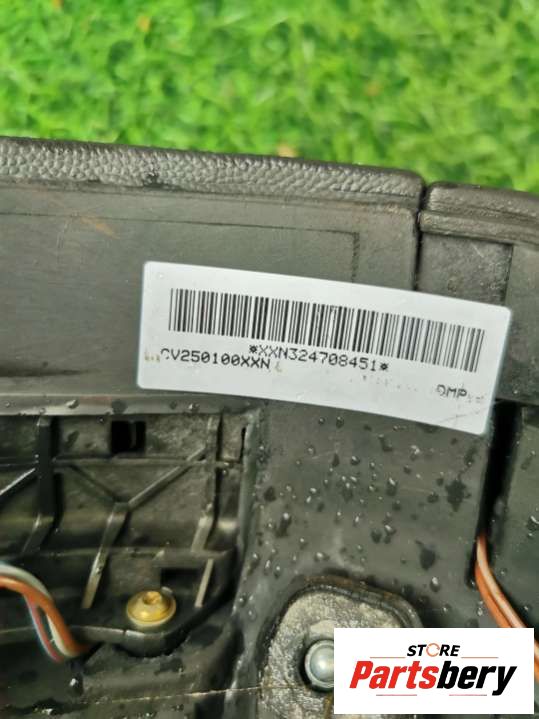 *XXN324708451*
CV250100XXN
QMP
STORE
Partsbery